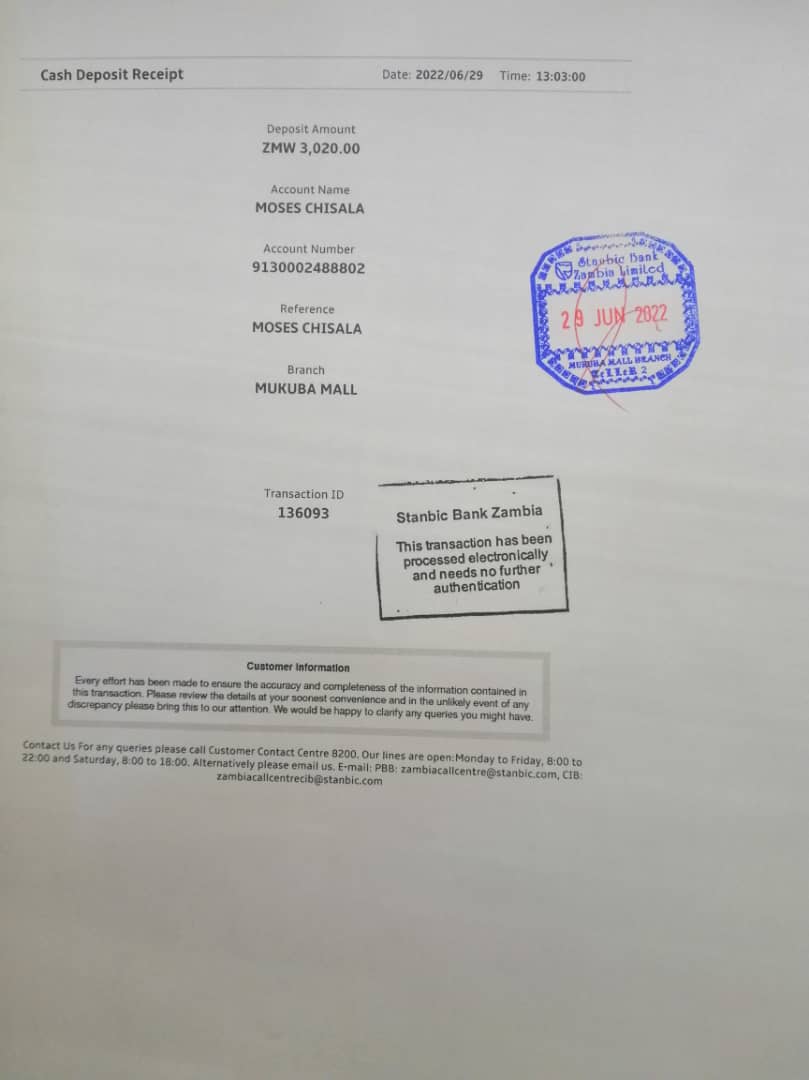 Cash Deposit Receipt Date: 2022/06/29 Time: 13:03:00
Deposit Amount
ZMW 3,020.00
Account Name
MOSES CHISALA
Account Number
9130002488802
Reference
MOSES CHISALA
Branch
MUKUBA MALL
Stanbic Bank
Zambia Limited
29 JUN 2022
MUKUBA MALL BRANCH
TELLER 2
Transaction ID
136093
Stanbic Bank Zambia
This transaction has been
processed electronically
and needs no further
authentication
Customer Information
Every effort has been made to ensure the accuracy and completeness of the information contained in
this transaction. Please review the details at your soonest convenience and in the unlikely event of any
discrepancy please bring this to our attention. We would be happy to clarify any queries you might have.
Contact Us For any queries please call Customer Contact Centre 8200. Our lines are open:Monday to Friday, 8:00 to
22:00 and Saturday, 8:00 to 18:00. Alternatively please email us. E-mail: PBB: zambiacallcentre@stanbic.com, CIB:
zambiacallcentrecib@stanbic.com